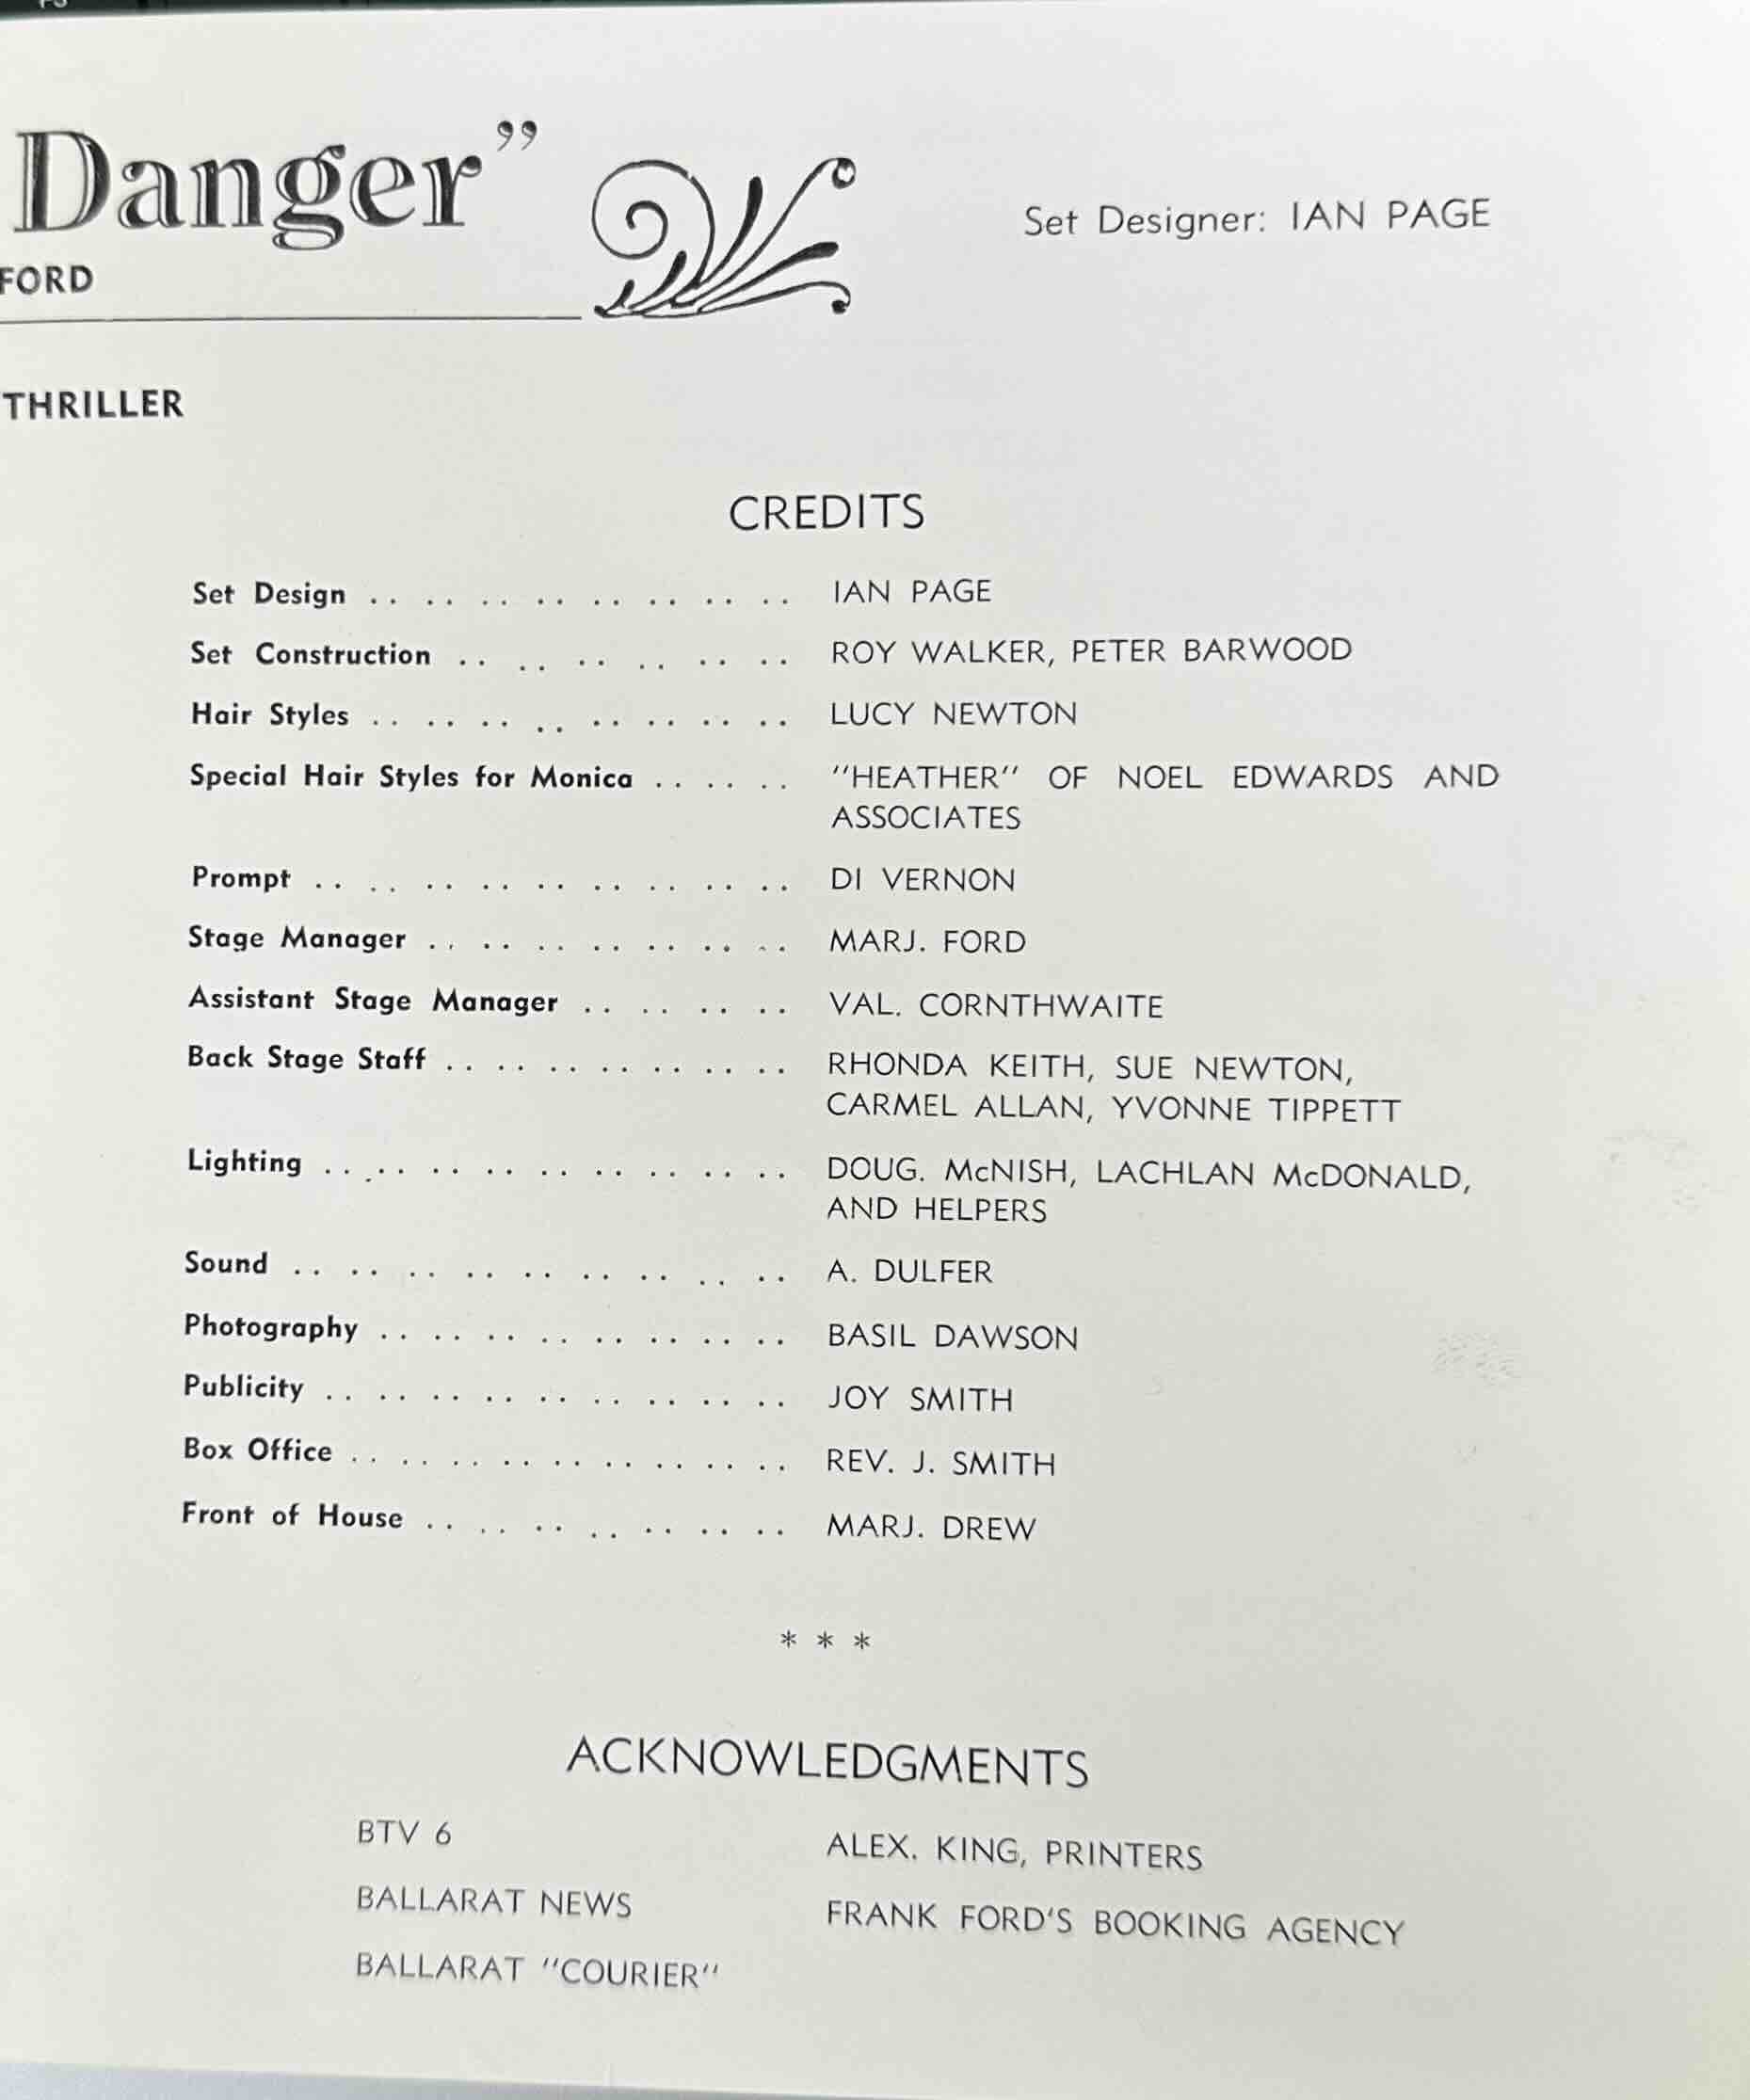 Danger”
Set Designer: IAN PAGE
FORD
THRILLER
CREDITS
Set Design .. .. .. .. .. .. .. .. IAN PAGE
Set Construction .. .. .. .. .. .. ROY WALKER, PETER BARWOOD
Hair Styles .. .. .. .. .. .. .. .. LUCY NEWTON
Special Hair Styles for Monica .. .. .. "HEATHER" OF NOEL EDWARDS AND
ASSOCIATES
Prompt .. .. .. .. .. .. .. .. .. DI VERNON
Stage Manager .. .. .. .. .. .. .. MARJ. FORD
Assistant Stage Manager .. .. .. .. VAL. CORNTHWAITE
Back Stage Staff .. .. .. .. .. .. .. RHONDA KEITH, SUE NEWTON,
CARMEL ALLAN, YVONNE TIPPETT
Lighting .. .. .. .. .. .. .. .. .. DOUG. McNISH, LACHLAN McDONALD,
AND HELPERS
Sound .. .. .. .. .. .. .. .. .. A. DULFER
Photography .. .. .. .. .. .. .. .. BASIL DAWSON
Publicity .. .. .. .. .. .. .. .. .. JOY SMITH
Box Office .. .. .. .. .. .. .. .. .. REV. J. SMITH
Front of House .. .. .. .. .. .. .. MARJ. DREW
* * *
ACKNOWLEDGMENTS
BTV 6
BALLARAT NEWS
BALLARAT "COURIER"
ALEX. KING, PRINTERS
FRANK FORD'S BOOKING AGENCY